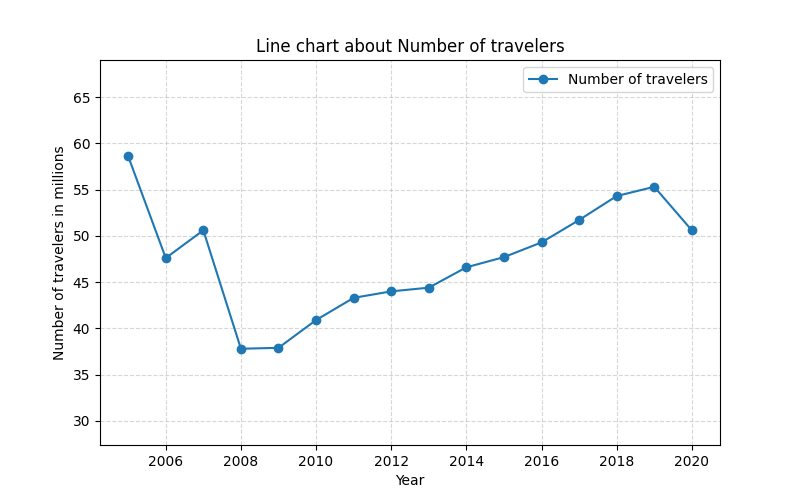 Line chart about Number of travelers
Number of travelers
65
60
55
50
45
40
35
30
Number of travelers in millions
2006 2008 2010 2012 2014 2016 2018 2020
Year